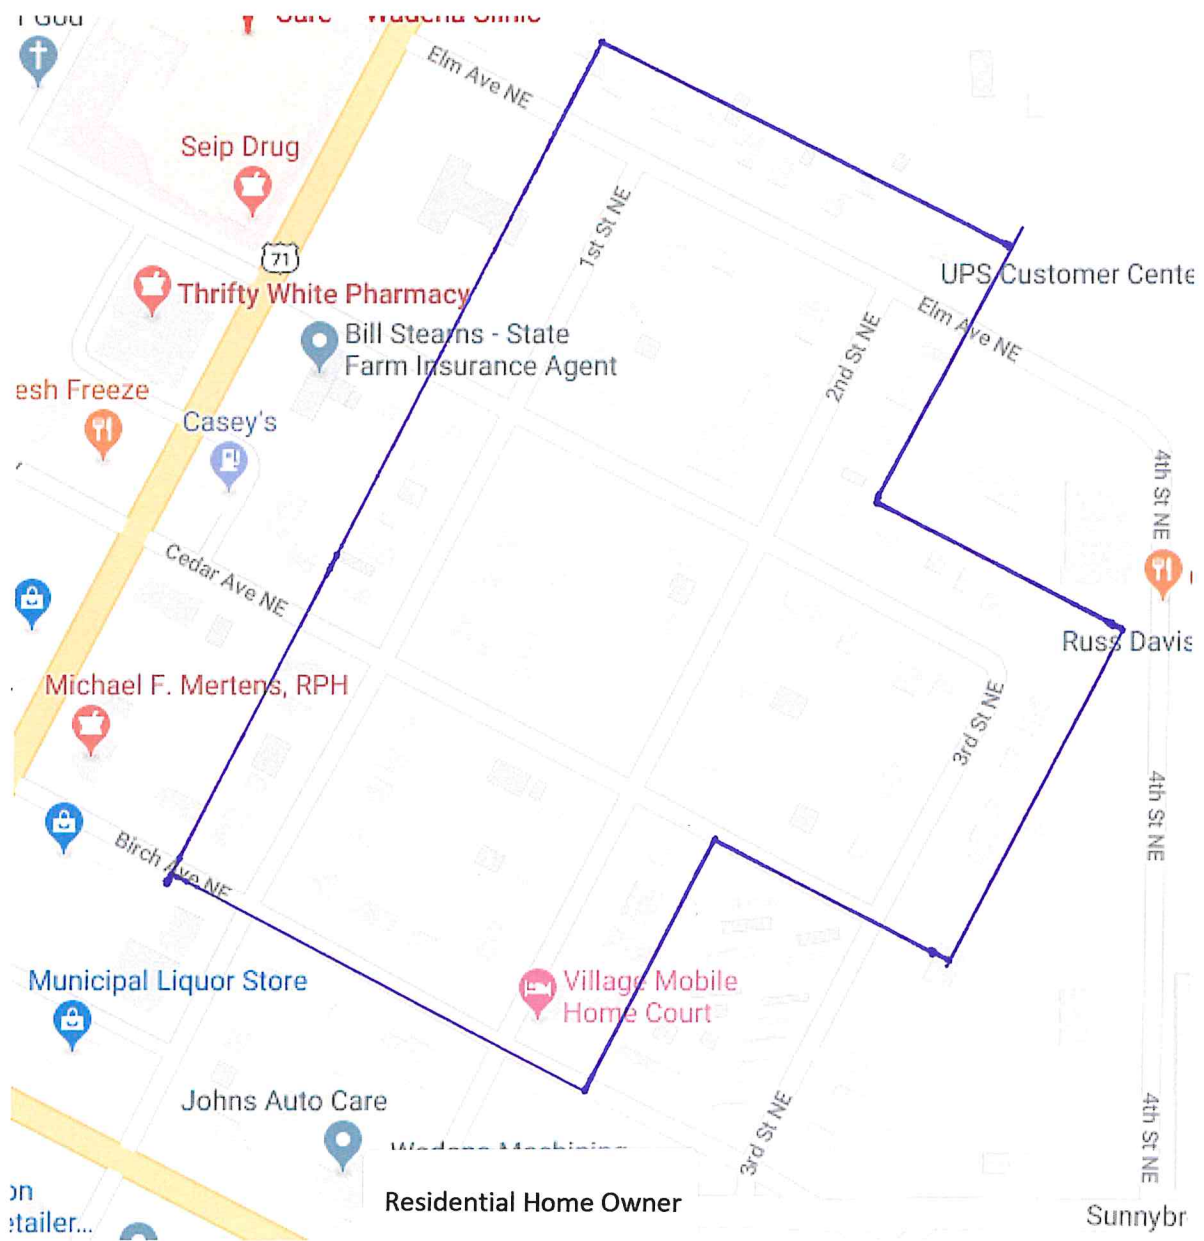 Elm Ave NE
Seip Drug
1st St NE
71
UPS Customer Cente
Thrifty White Pharmacy
Elm Ave NE
Bill Stearns - State
Farm Insurance Agent
2nd St NE
esh Freeze
Casey's
4th St NE
Cedar Ave NE
Russ Davis
Michael F. Mertens, RPH
3rd St NE
4th St NE
Birch Ave NE
Municipal Liquor Store
Village Mobile
Home Court
Johns Auto Care
3rd St NE
4th St NE
on
etailer...
Residential Home Owner
Sunnybr